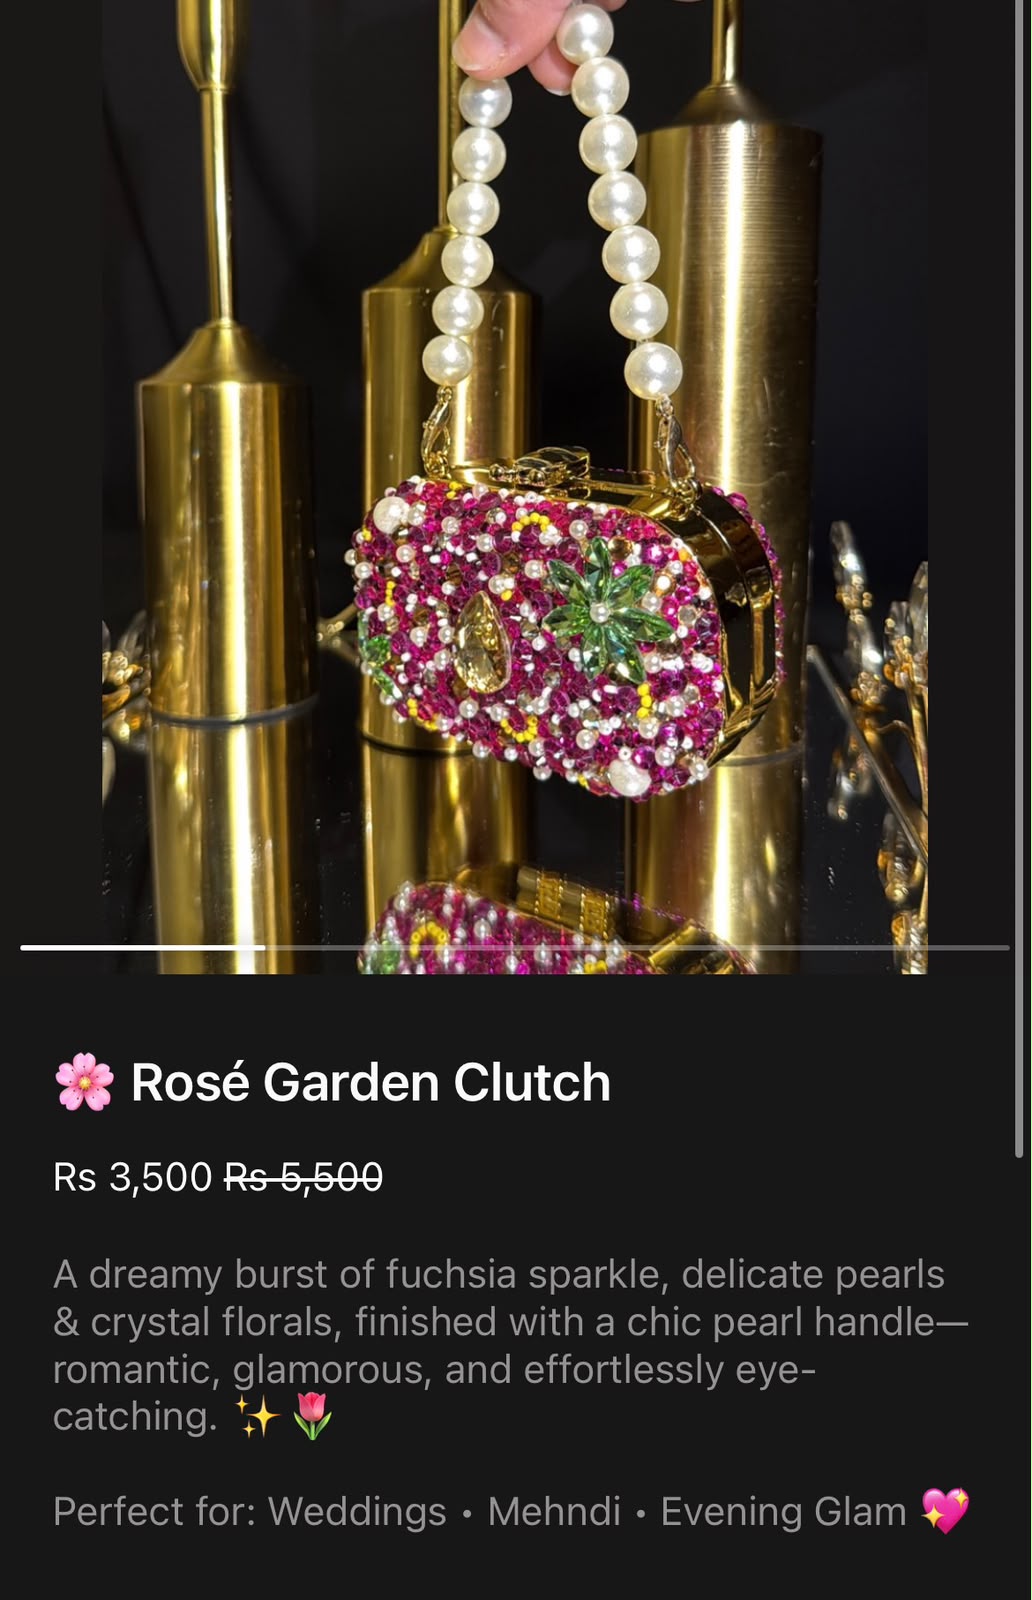 🌸 Rosé Garden Clutch
Rs 3,500 Rs 5,500
A dreamy burst of fuchsia sparkle, delicate pearls
& crystal florals, finished with a chic pearl handle—
romantic, glamorous, and effortlessly eye-
catching. ✨🌷
Perfect for: Weddings • Mehndi • Evening Glam 💖